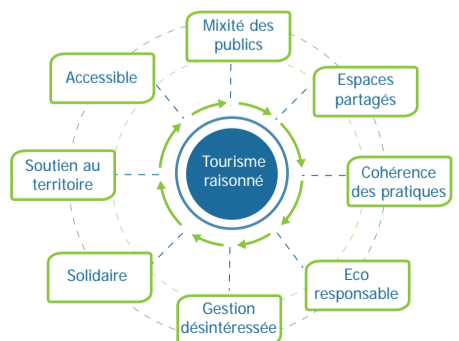 Mixité des
publics
Accessible
Espaces
partagés
Soutien au
territoire
Tourisme
raisonné
Cohérence
des pratiques
Solidaire
Eco
responsable
Gestion
désintéressée